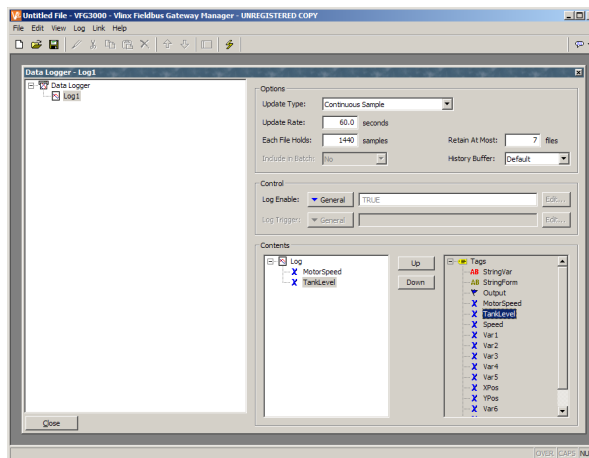 Untitled File - VFG3000 - Vlinx Fieldbus Gateway Manager - UNREGISTERED COPY
File Edit View Log Link Help
Data Logger - Log1
Data Logger
Log1
Options
Update Type: Continuous Sample
Update Rate: 60.0 seconds
Each File Holds: 1440 samples Retain At Most: 7 files
Include in Batch: No History Buffer: Default
Control
Log Enable: General TRUE Edit...
Log Trigger: General Edit...
Contents
Log
MotorSpeed
TankLevel
Up
Down
Tags
AB StringVar
AB StringForm
Output
MotorSpeed
TankLevel
Speed
Var1
Var2
Var3
Var4
Var5
XPos
YPos
Var6
Close
OVER CAPS NU